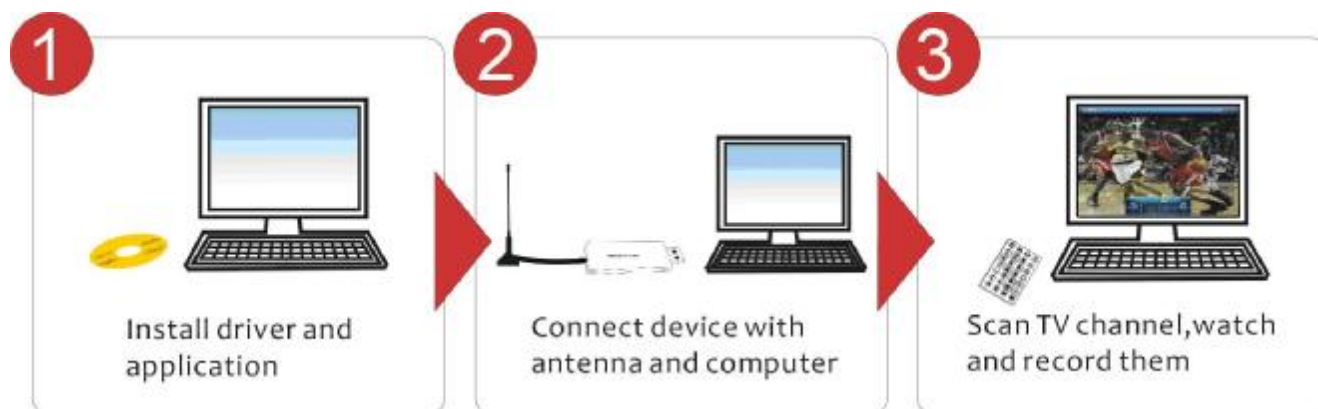 1
Install driver and
application
2
Connect device with
antenna and computer
3
Scan TV channel,watch
and record them